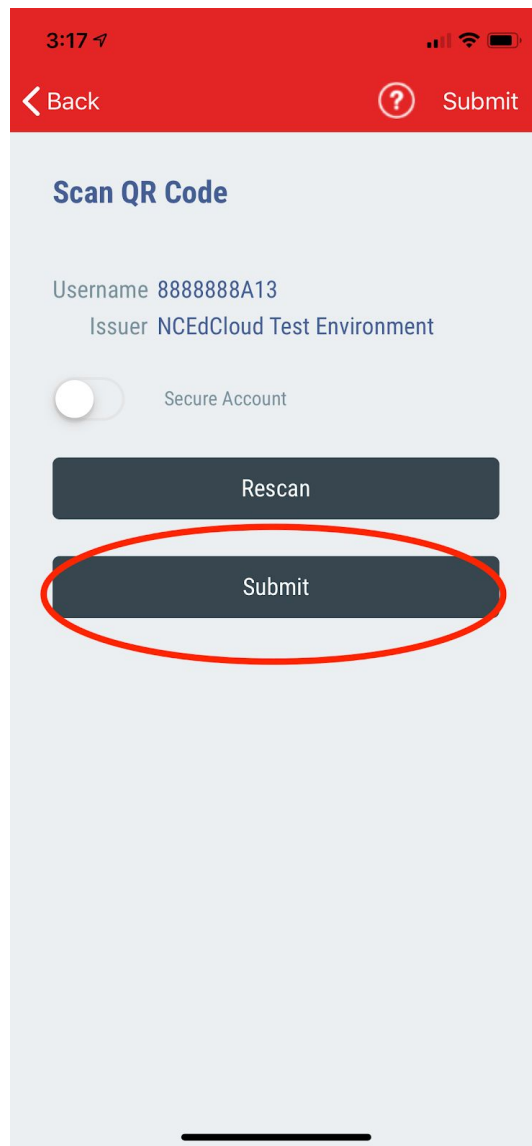 3:17
Back
Submit
Scan QR Code
Username 8888888A13
Issuer NCEdCloud Test Environment
Secure Account
Rescan
Submit